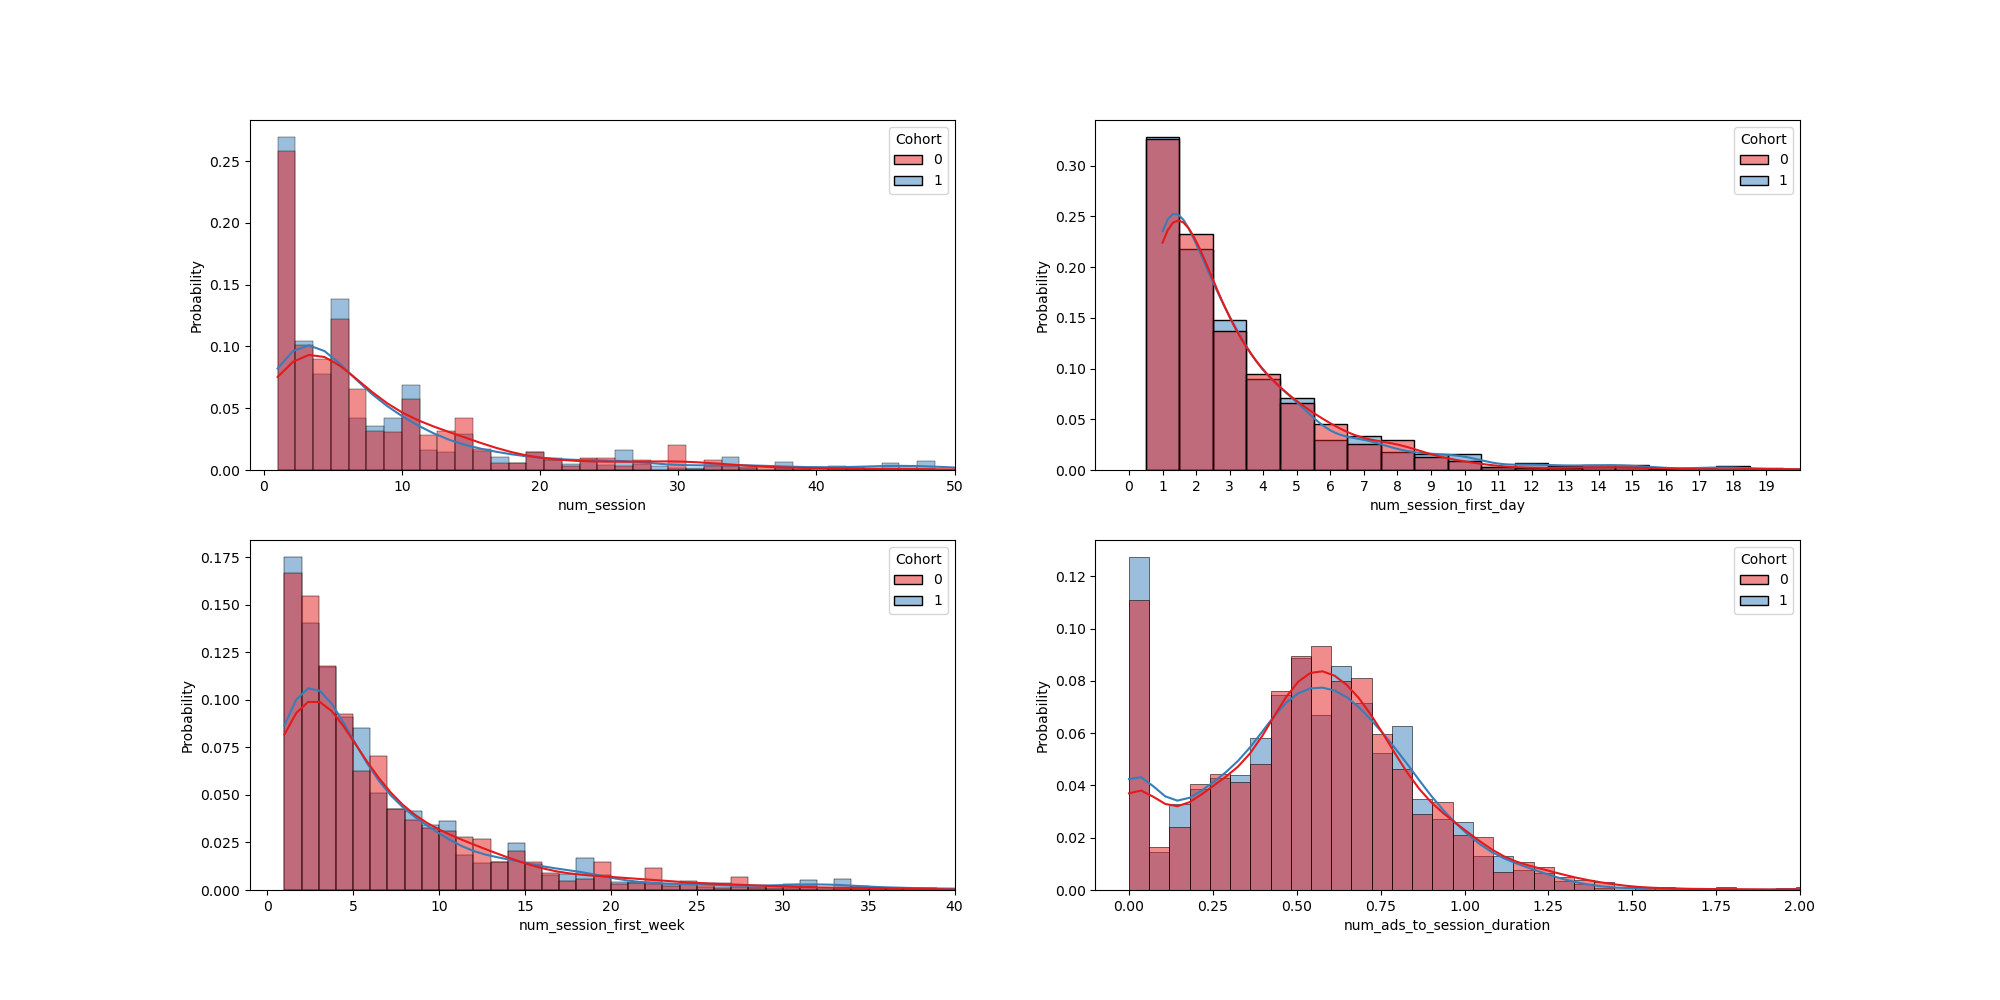 Probability
0.25
0.20
0.15
0.10
0.05
0.00
Cohort
0
1
0 10 20 30 40 50
num_session
Probability
0.30
0.25
0.20
0.15
0.10
0.05
0.00
Cohort
0
1
0 1 2 3 4 5 6 7 8 9 10 11 12 13 14 15 16 17 18 19
num_session_first_day
Probability
0.175
0.150
0.125
0.100
0.075
0.050
0.025
0.000
Cohort
0
1
0 5 10 15 20 25 30 35 40
num_session_first_week
Probability
0.12
0.10
0.08
0.06
0.04
0.02
0.00
Cohort
0
1
0.00 0.25 0.50 0.75 1.00 1.25 1.50 1.75 2.00
num_ads_to_session_duration